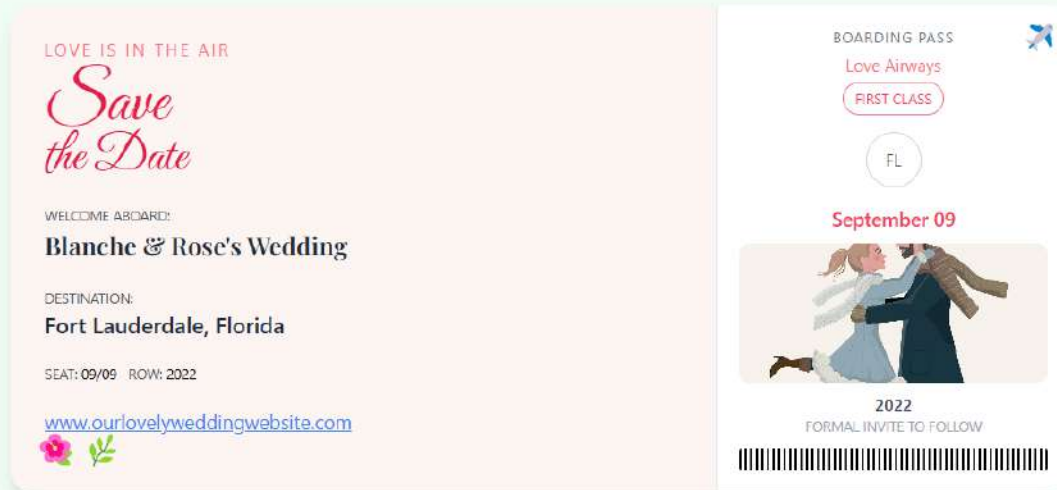 LOVE IS IN THE AIR
Save
the Date
WELCOME ABOARD:
Blanche & Rose's Wedding
DESTINATION:
Fort Lauderdale, Florida
SEAT: 09/09 ROW: 2022
www.ourlovelyweddingwebsite.com
BOARDING PASS
Love Airways
FIRST CLASS
FL
September 09
2022
FORMAL INVITE TO FOLLOW